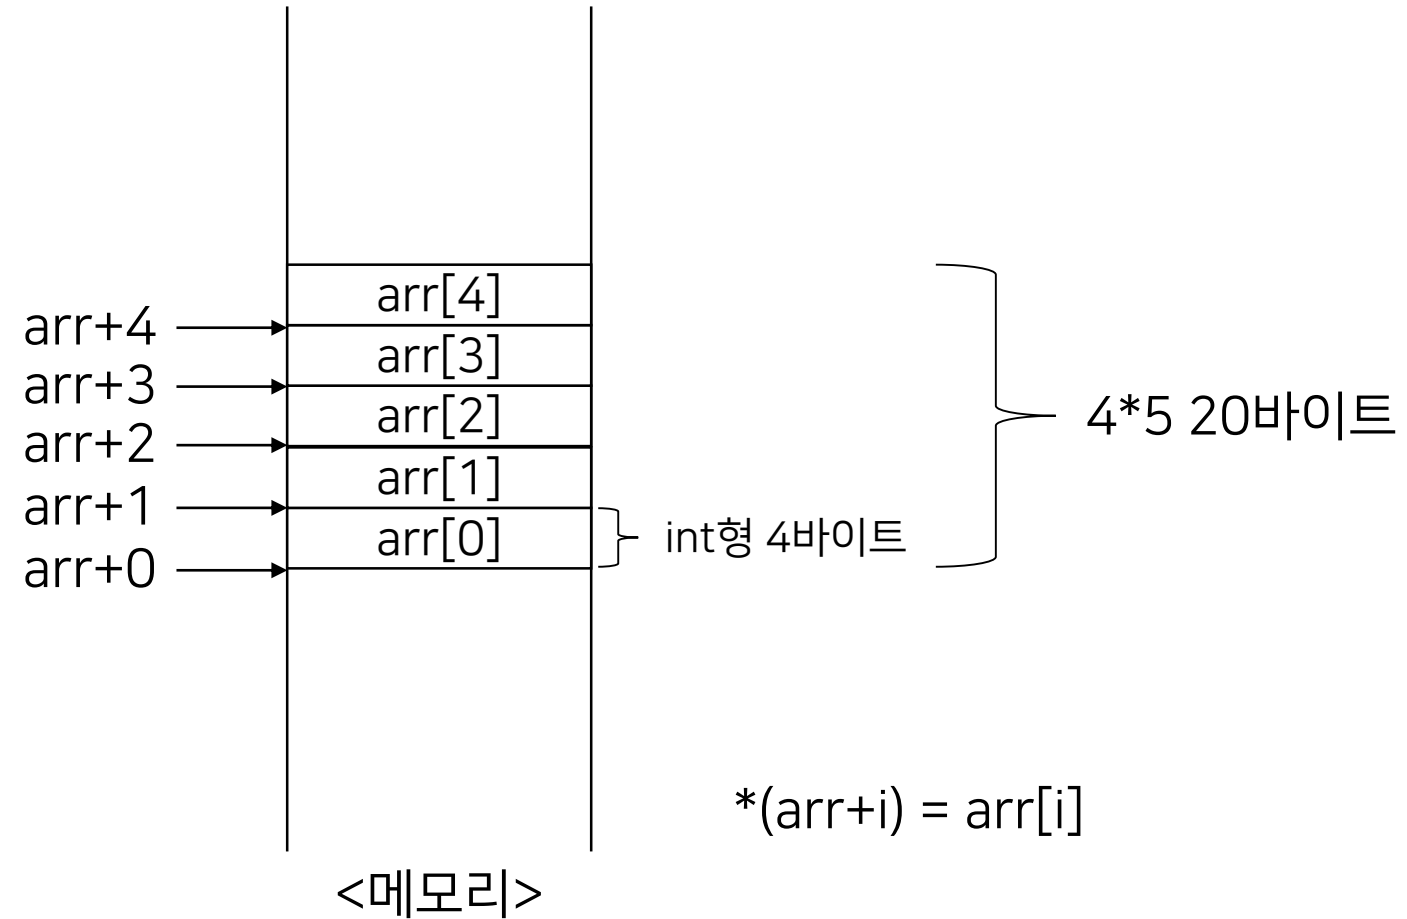 arr[4]
arr+4
arr[3]
arr+3
arr[2]
4*5 20바이트
arr+2
arr[1]
arr+1
arr[0]
int형 4바이트
arr+0
*(arr+i) = arr[i]
<메모리>